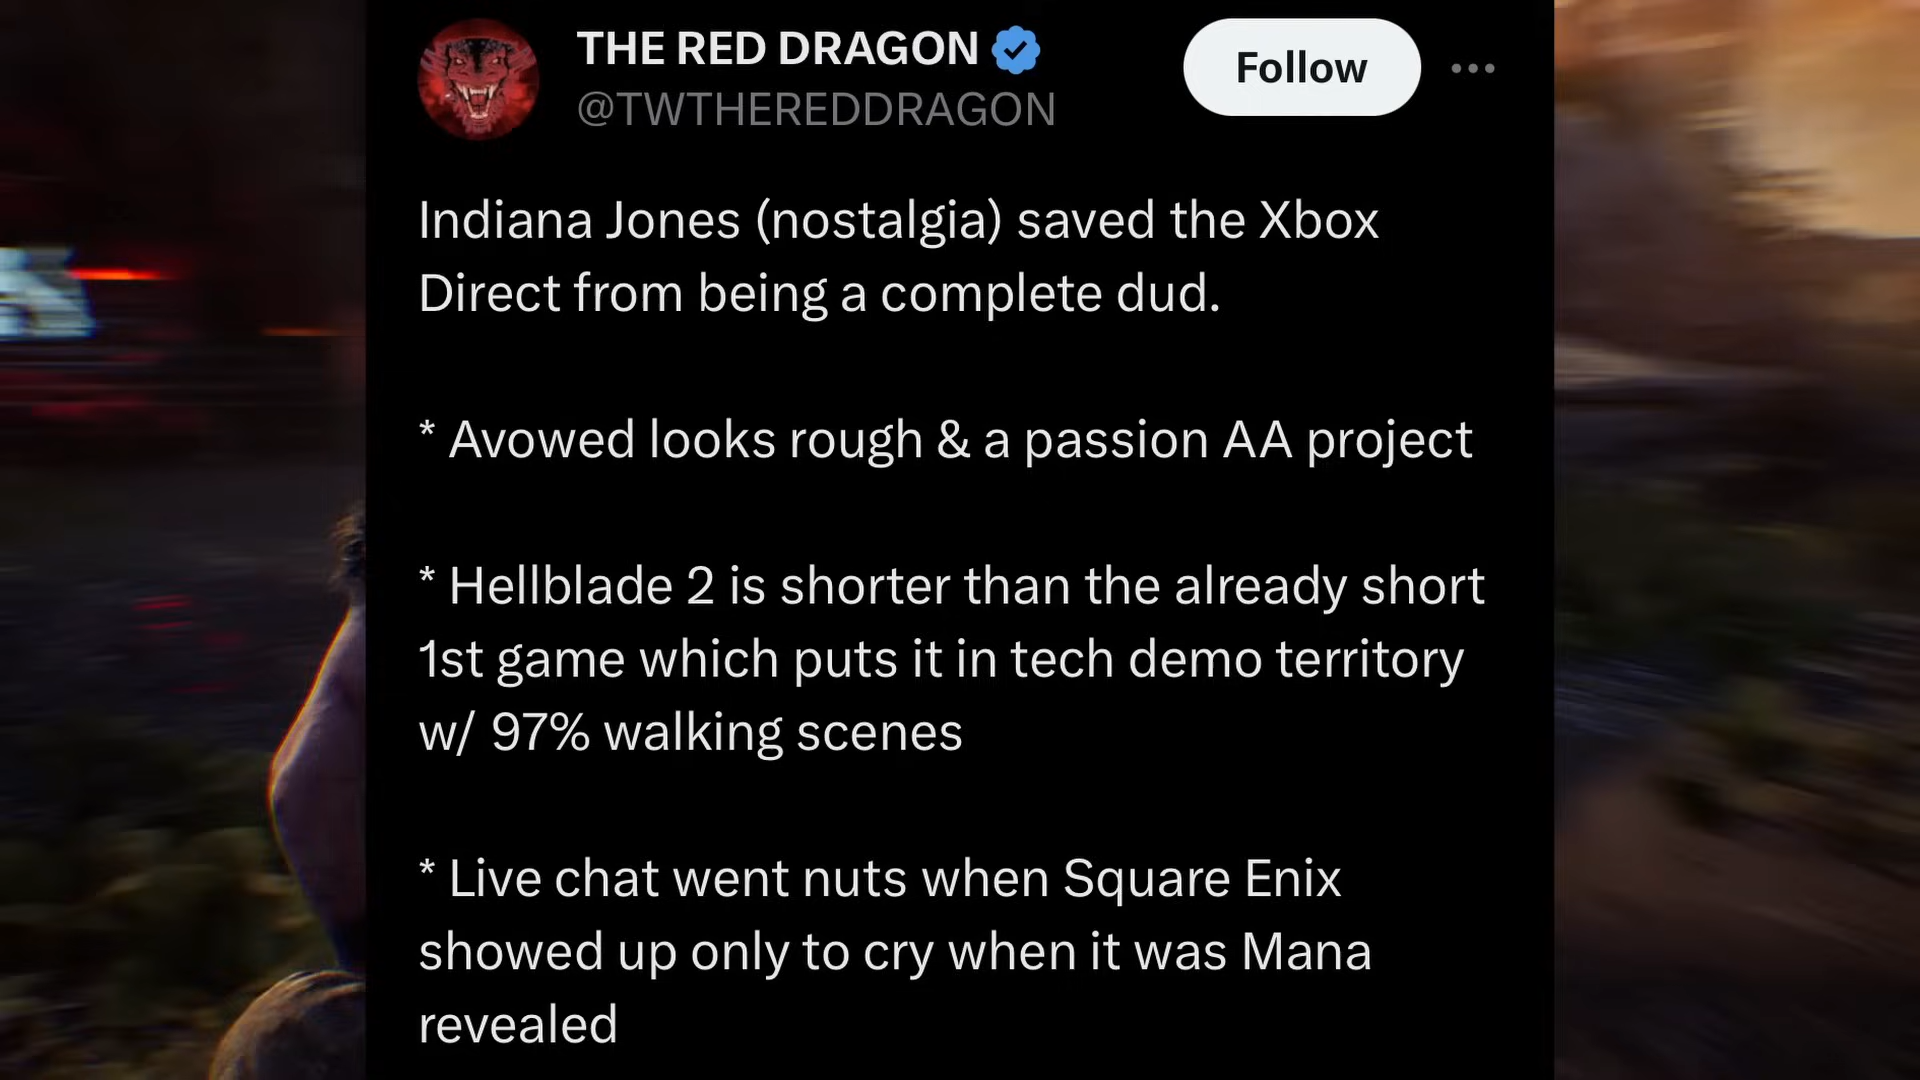 THE RED DRAGON
@TWTHEREDDRAGON
Follow
Indiana Jones (nostalgia) saved the Xbox
Direct from being a complete dud.
* Avowed looks rough & a passion AA project
* Hellblade 2 is shorter than the already short
1st game which puts it in tech demo territory
w/ 97% walking scenes
* Live chat went nuts when Square Enix
showed up only to cry when it was Mana
revealed